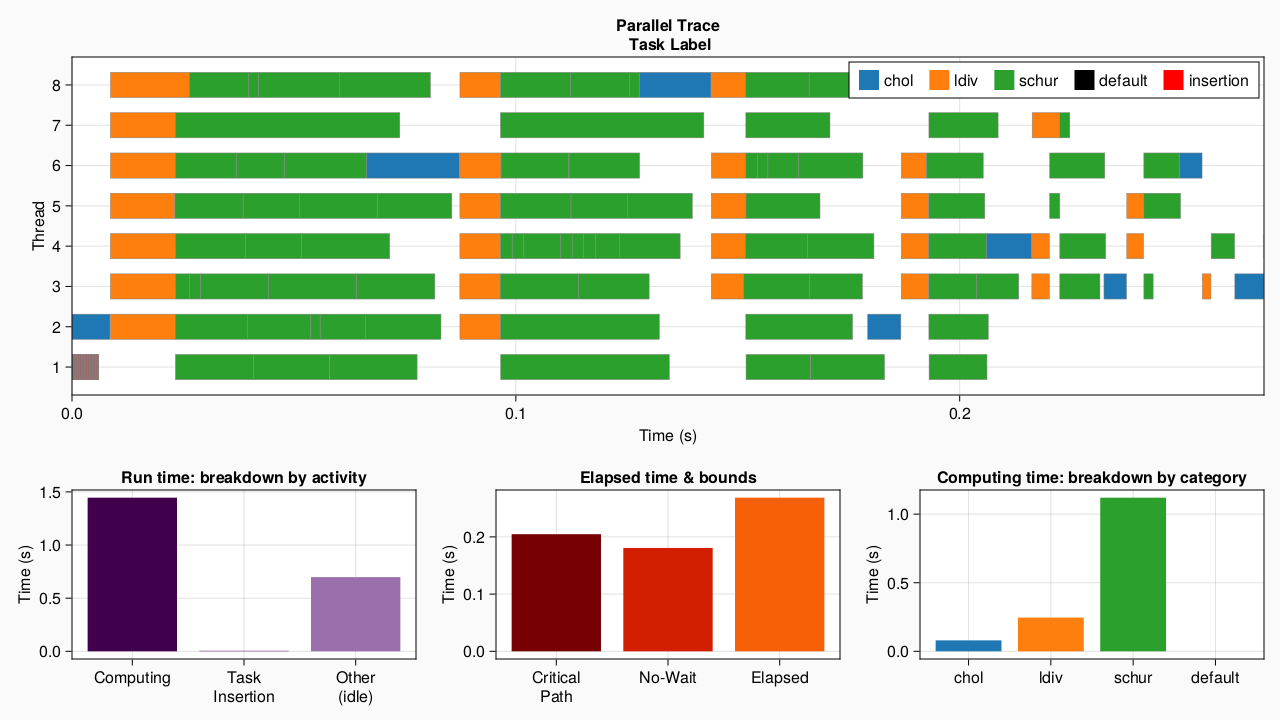 Parallel Trace
Task Label
chol ldiv schur default insertion
8
7
6
5
4
3
2
1
Thread
0.0 0.1 0.2
Time (s)
Run time: breakdown by activity
1.5
1.0
0.5
0.0
Time (s)
Computing Task Insertion Other (idle)
Elapsed time & bounds
0.2
0.1
0.0
Time (s)
Critical Path No-Wait Elapsed
Computing time: breakdown by category
1.0
0.5
0.0
Time (s)
chol ldiv schur default